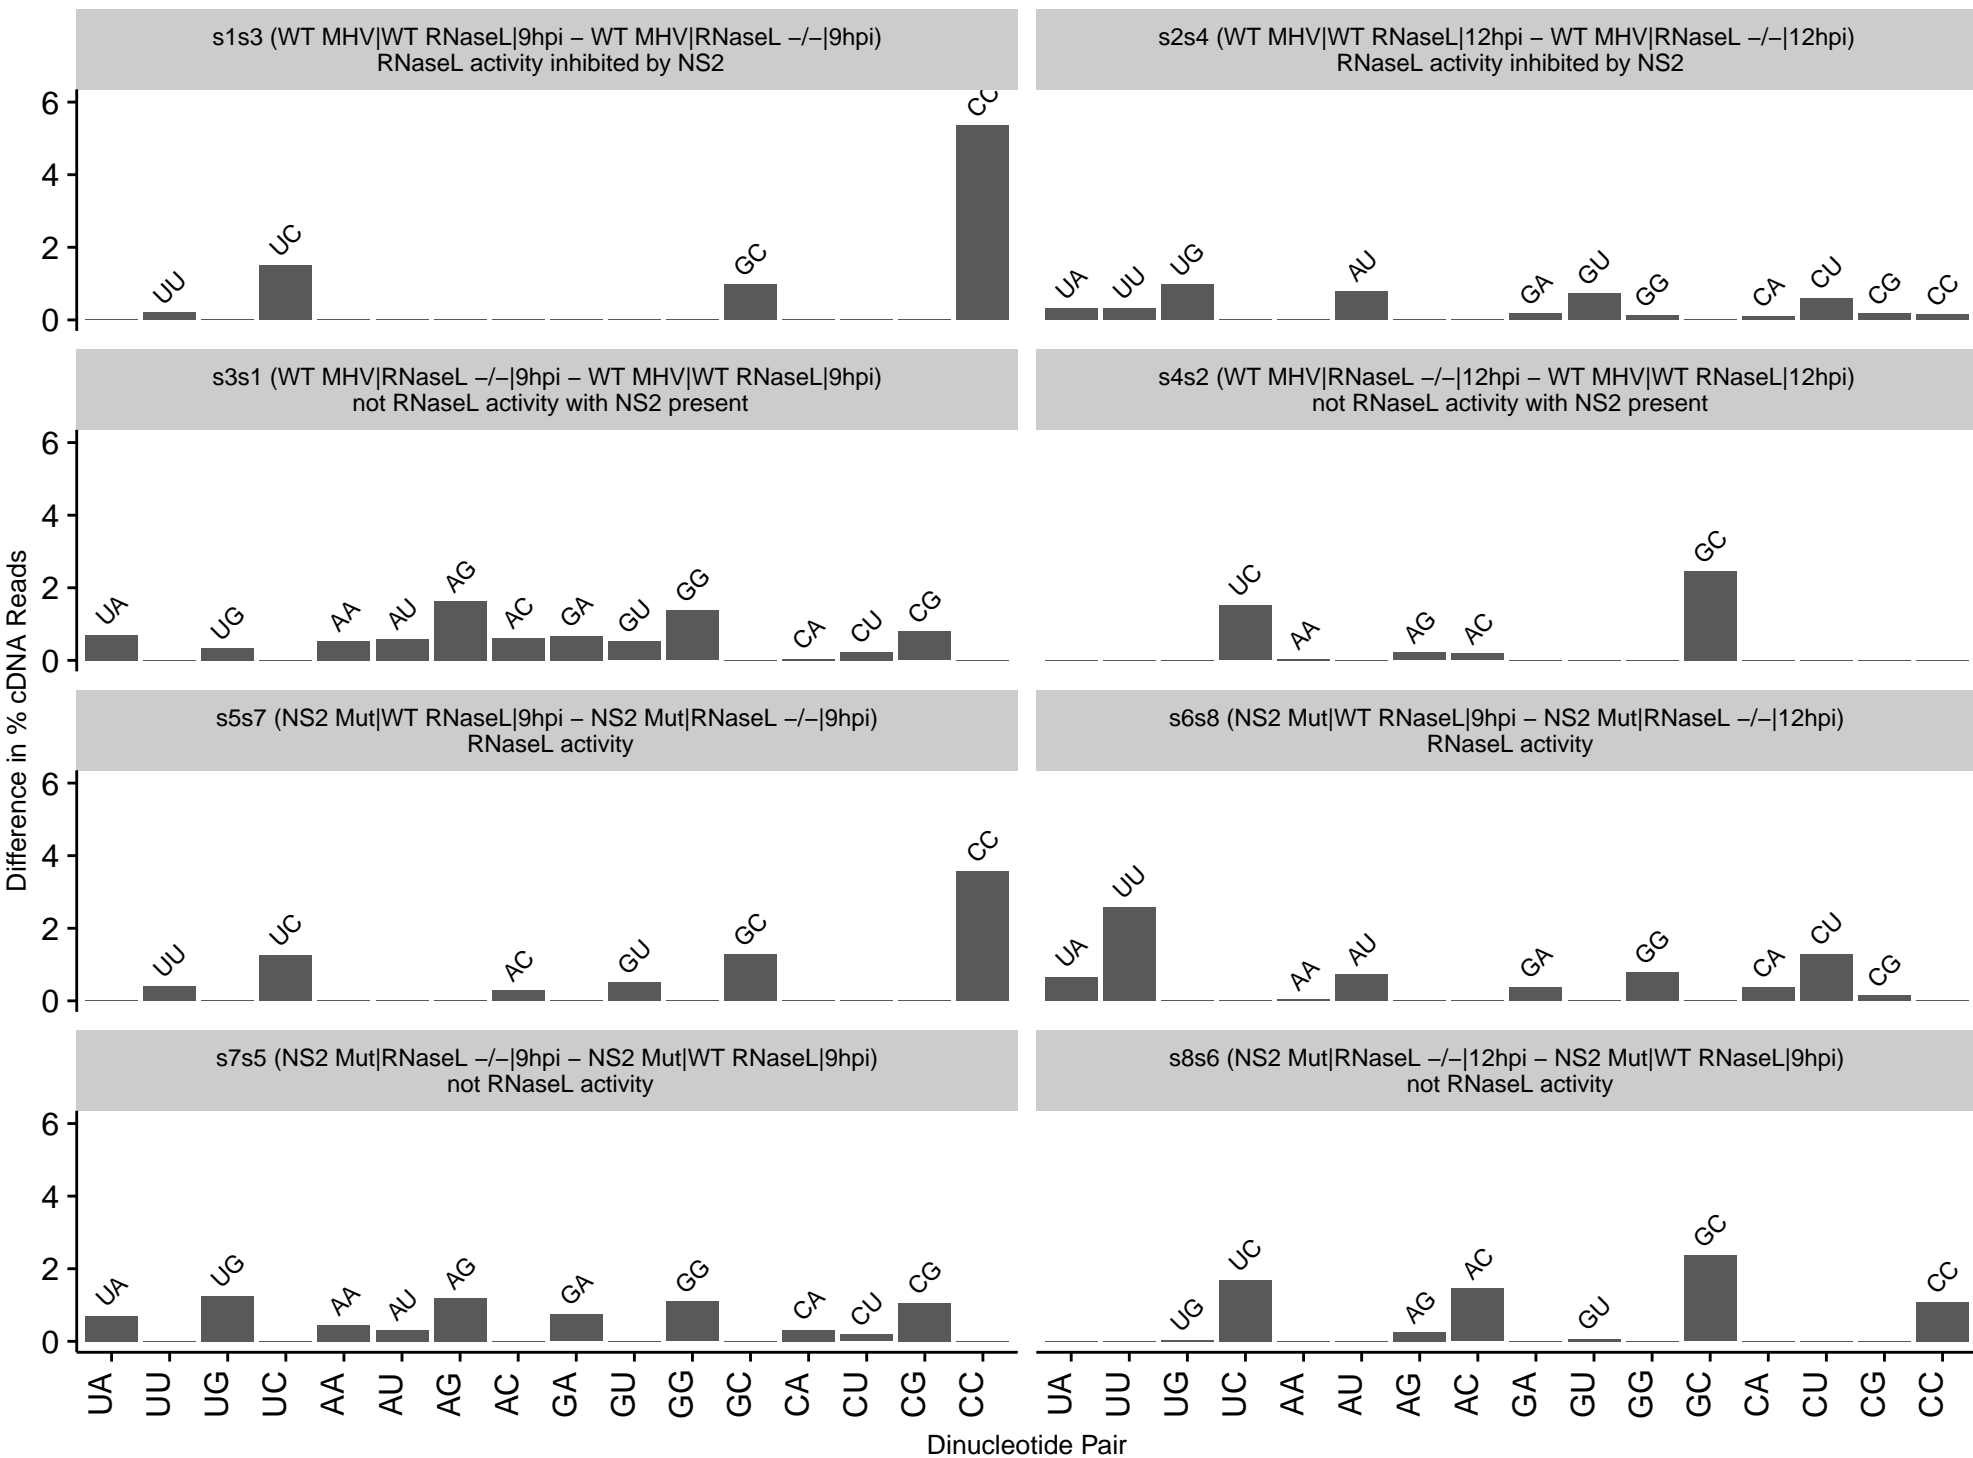 s1s3 (WT MHV|WT RNaseL|9hpi − WT MHV|RNaseL −/−|9hpi)
RNaseL activity inhibited by NS2
s2s4 (WT MHV|WT RNaseL|12hpi − WT MHV|RNaseL −/−|12hpi)
RNaseL activity inhibited by NS2
6
4
2
0
UU
UC
GC
CC
UA
UU
UG
AU
GA
GU
GG
CA
CU
CG
CC
s3s1 (WT MHV|RNaseL −/−|9hpi − WT MHV|WT RNaseL|9hpi)
not RNaseL activity with NS2 present
s4s2 (WT MHV|RNaseL −/−|12hpi − WT MHV|WT RNaseL|12hpi)
not RNaseL activity with NS2 present
6
4
2
0
UA
UG
AA
AU
AG
AC
GA
GU
GG
CA
CU
CG
UC
AA
AG
AC
GC
Difference in % cDNA Reads
s5s7 (NS2 Mut|WT RNaseL|9hpi − NS2 Mut|RNaseL −/−|9hpi)
RNaseL activity
s6s8 (NS2 Mut|WT RNaseL|9hpi − NS2 Mut|RNaseL −/−|12hpi)
RNaseL activity
6
4
2
0
UU
UC
AC
GU
GC
CC
UA
UU
AA
AU
GA
GG
CA
CU
CG
s7s5 (NS2 Mut|RNaseL −/−|9hpi − NS2 Mut|WT RNaseL|9hpi)
not RNaseL activity
s8s6 (NS2 Mut|RNaseL −/−|12hpi − NS2 Mut|WT RNaseL|9hpi)
not RNaseL activity
6
4
2
0
UA
UG
AA
AU
AG
GA
GG
CA
CU
CG
UG
UC
AG
AC
GU
GC
CC
UA
UU
UG
UC
AA
AU
AG
AC
GA
GU
GG
GC
CA
CU
CG
CC
UA
UU
UG
UC
AA
AU
AG
AC
GA
GU
GG
GC
CA
CU
CG
CC
Dinucleotide Pair